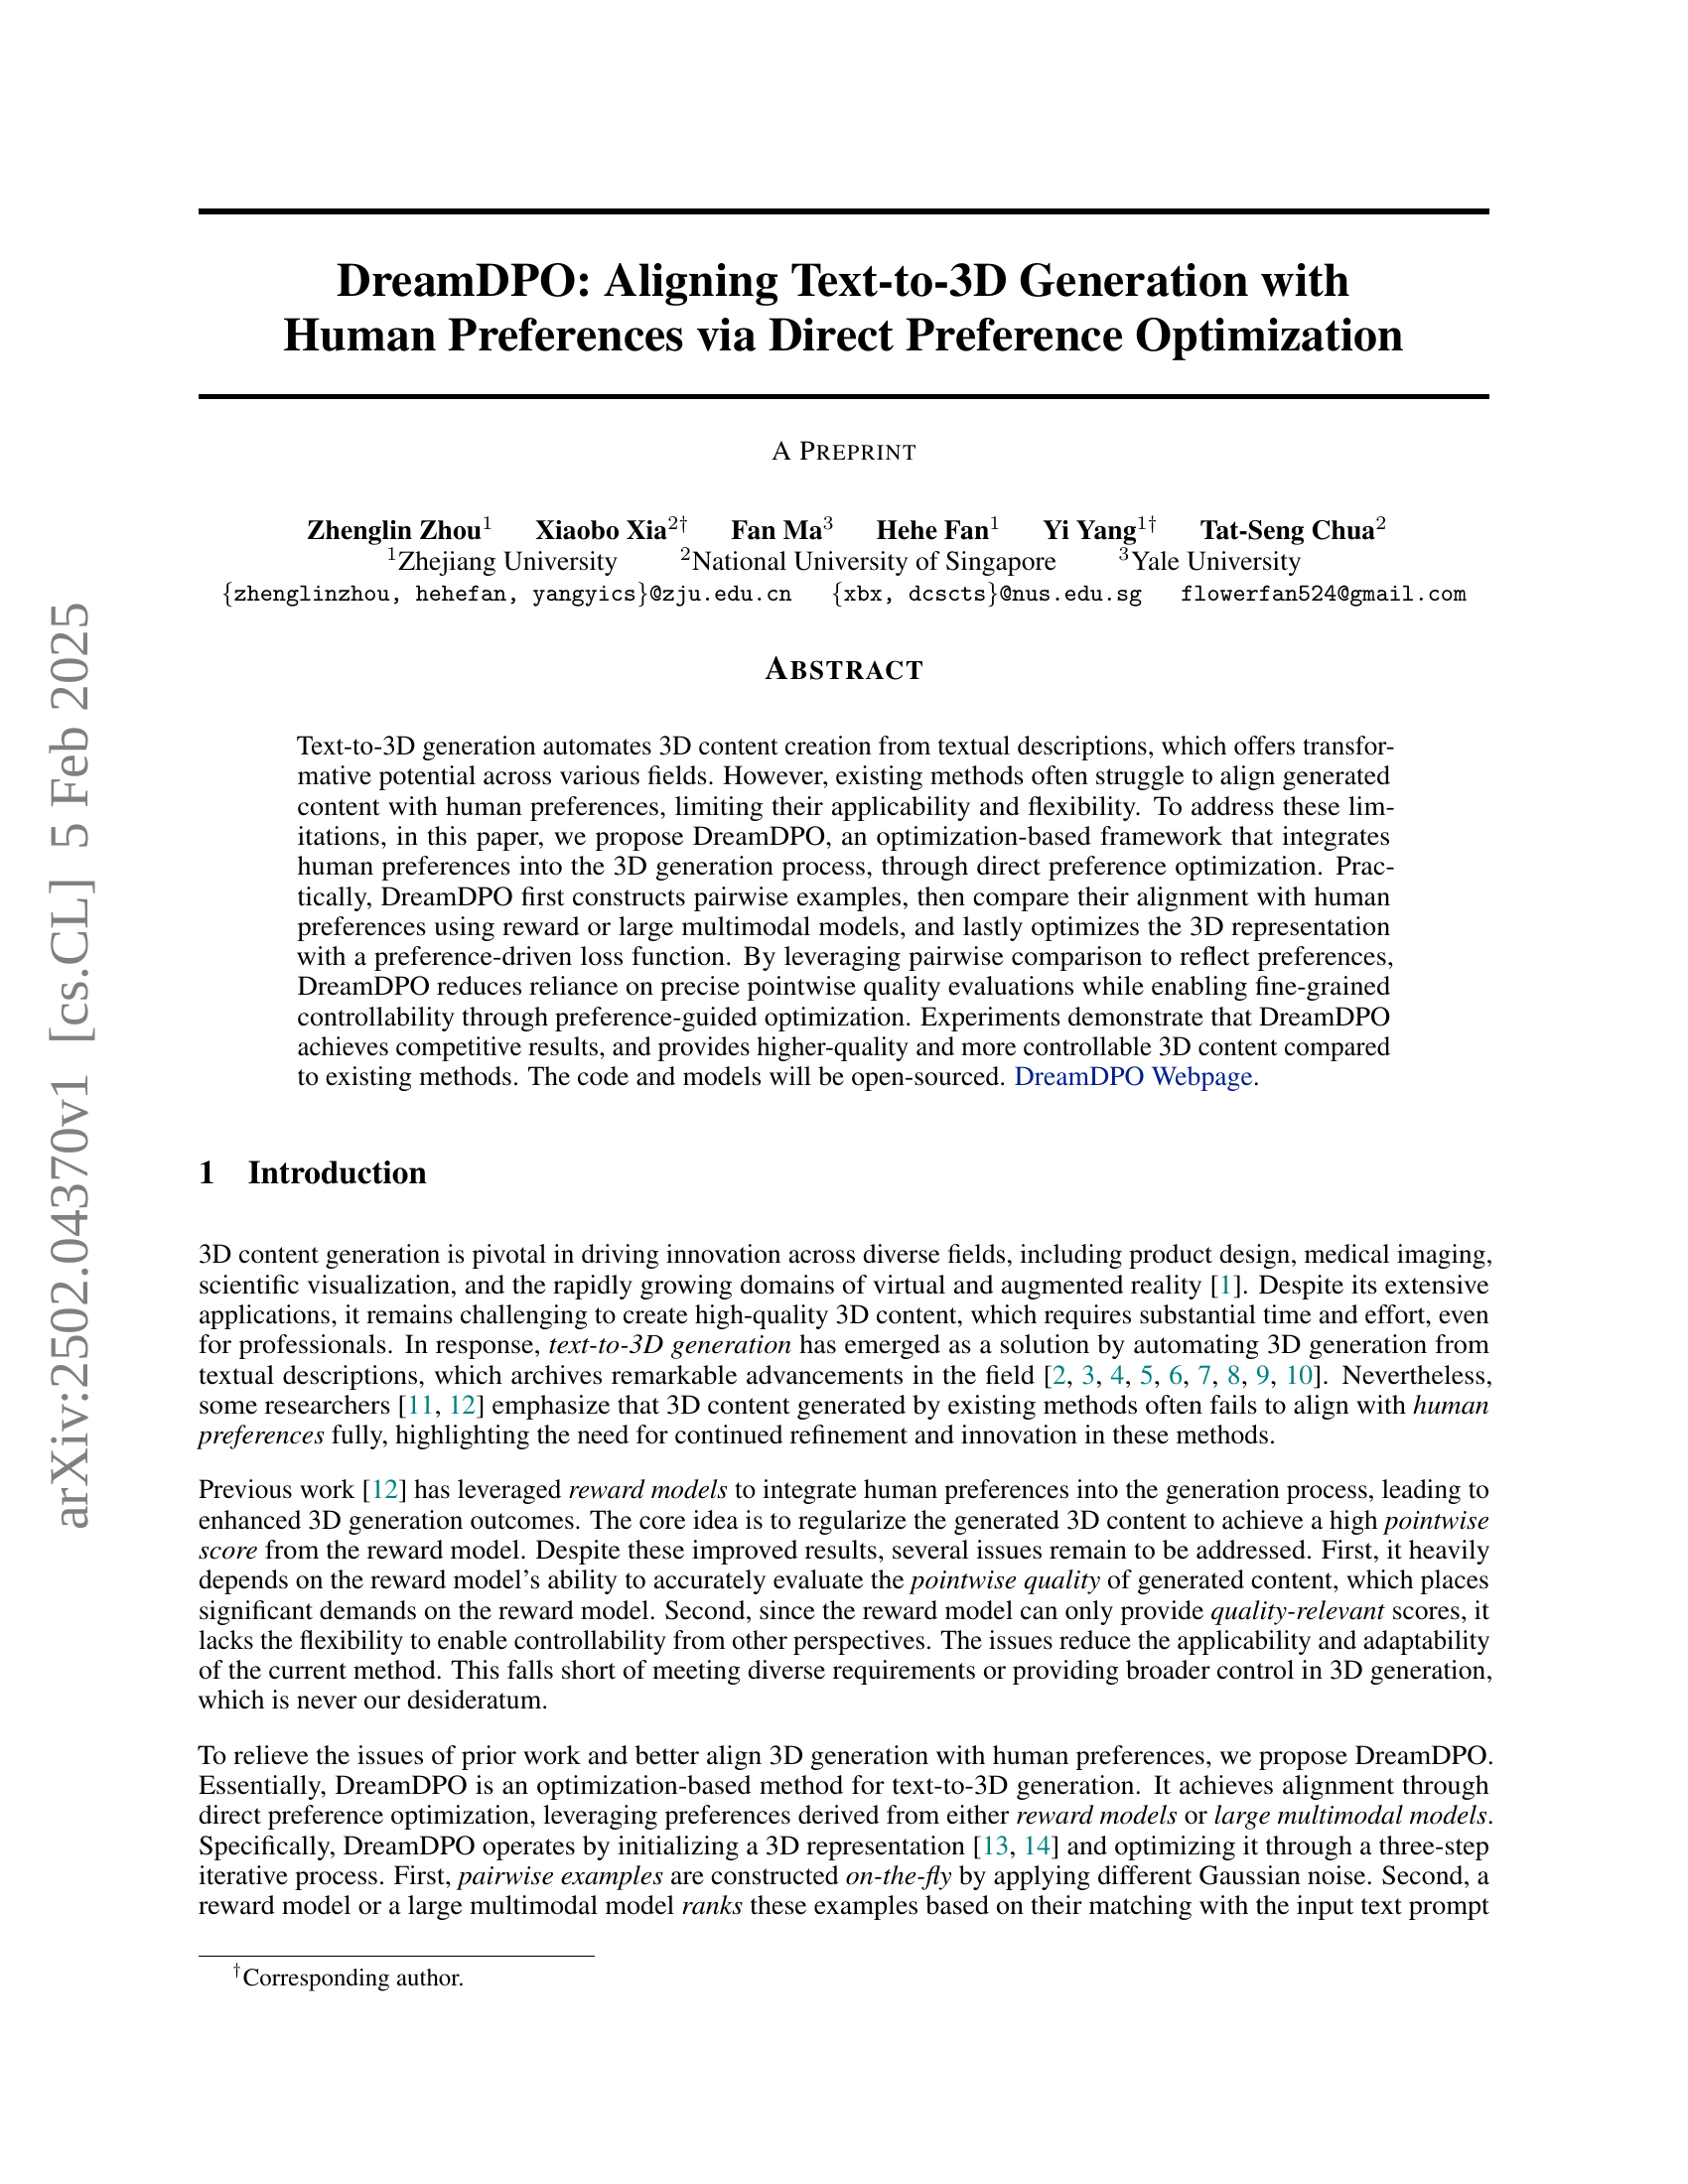 DreamDPO: Aligning Text-to-3D Generation with
Human Preferences via Direct Preference Optimization
A PREPRINT
Zhenglin Zhou1 Xiaobo Xia2† Fan Ma3 Hehe Fan1 Yi Yang1† Tat-Seng Chua2
1Zhejiang University 2National University of Singapore 3Yale University
{zhenglinzhou, hehefan, yangyics}@zju.edu.cn {xbx, dcscts}@nus.edu.sg flowerfan524@gmail.com
ABSTRACT
Text-to-3D generation automates 3D content creation from textual descriptions, which offers transfor-
mative potential across various fields. However, existing methods often struggle to align generated
content with human preferences, limiting their applicability and flexibility. To address these lim-
itations, in this paper, we propose DreamDPO, an optimization-based framework that integrates
human preferences into the 3D generation process, through direct preference optimization. Prac-
tically, DreamDPO first constructs pairwise examples, then compare their alignment with human
preferences using reward or large multimodal models, and lastly optimizes the 3D representation
with a preference-driven loss function. By leveraging pairwise comparison to reflect preferences,
DreamDPO reduces reliance on precise pointwise quality evaluations while enabling fine-grained
controllability through preference-guided optimization. Experiments demonstrate that DreamDPO
achieves competitive results, and provides higher-quality and more controllable 3D content compared
to existing methods. The code and models will be open-sourced. DreamDPO Webpage.
1 Introduction
3D content generation is pivotal in driving innovation across diverse fields, including product design, medical imaging,
scientific visualization, and the rapidly growing domains of virtual and augmented reality [1]. Despite its extensive
applications, it remains challenging to create high-quality 3D content, which requires substantial time and effort, even
for professionals. In response, text-to-3D generation has emerged as a solution by automating 3D generation from
textual descriptions, which archives remarkable advancements in the field [2, 3, 4, 5, 6, 7, 8, 9, 10]. Nevertheless,
some researchers [11, 12] emphasize that 3D content generated by existing methods often fails to align with human
preferences fully, highlighting the need for continued refinement and innovation in these methods.
Previous work [12] has leveraged reward models to integrate human preferences into the generation process, leading to
enhanced 3D generation outcomes. The core idea is to regularize the generated 3D content to achieve a high pointwise
score from the reward model. Despite these improved results, several issues remain to be addressed. First, it heavily
depends on the reward model's ability to accurately evaluate the pointwise quality of generated content, which places
significant demands on the reward model. Second, since the reward model can only provide quality-relevant scores, it
lacks the flexibility to enable controllability from other perspectives. The issues reduce the applicability and adaptability
of the current method. This falls short of meeting diverse requirements or providing broader control in 3D generation,
which is never our desideratum.
To relieve the issues of prior work and better align 3D generation with human preferences, we propose DreamDPO.
Essentially, DreamDPO is an optimization-based method for text-to-3D generation. It achieves alignment through
direct preference optimization, leveraging preferences derived from either reward models or large multimodal models.
Specifically, DreamDPO operates by initializing a 3D representation [13, 14] and optimizing it through a three-step
iterative process. First, pairwise examples are constructed on-the-fly by applying different Gaussian noise. Second, a
reward model or a large multimodal model ranks these examples based on their matching with the input text prompt
†Corresponding author.
arXiv:2502.04370v1 [cs.CL] 5 Feb 2025